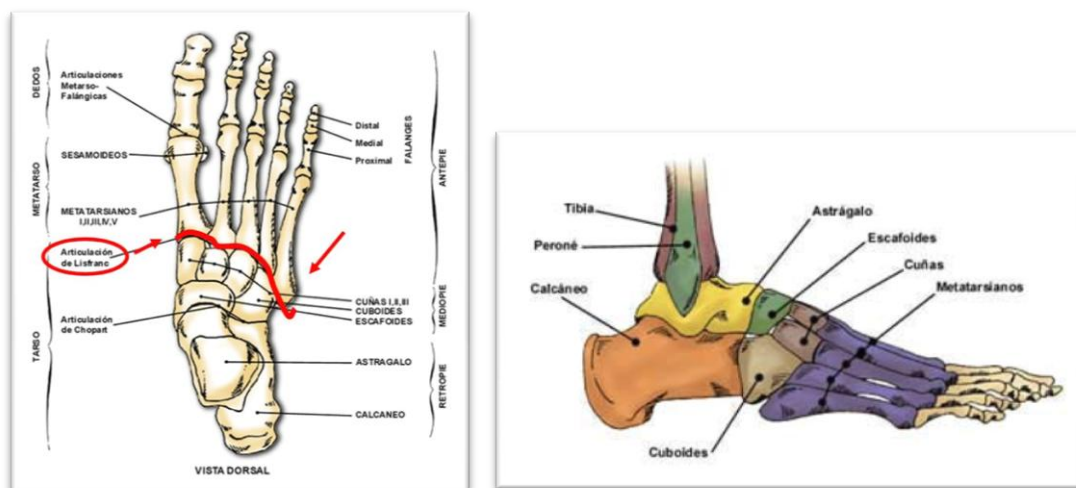 DEDOS
METATARSO
TARSO
Articulaciones
Metarso-
Falángicas
SESAMOIDEOS
METATARSIANOS
I,II,III,IV,V
Articulación
de Lisfranc
Articulación
de Chopart
Distal
Medial
Proximal
FALANGES
ANTEPIE
MEDIOPIE
RETROPIE
CUÑAS I,II,III
CUBOIDES
ESCAFOIDES
ASTRAGALO
CALCANEO
VISTA DORSAL
Tibia
Peroné
Calcáneo
Astrágalo
Escafoides
Cuñas
Metatarsianos
Cuboides